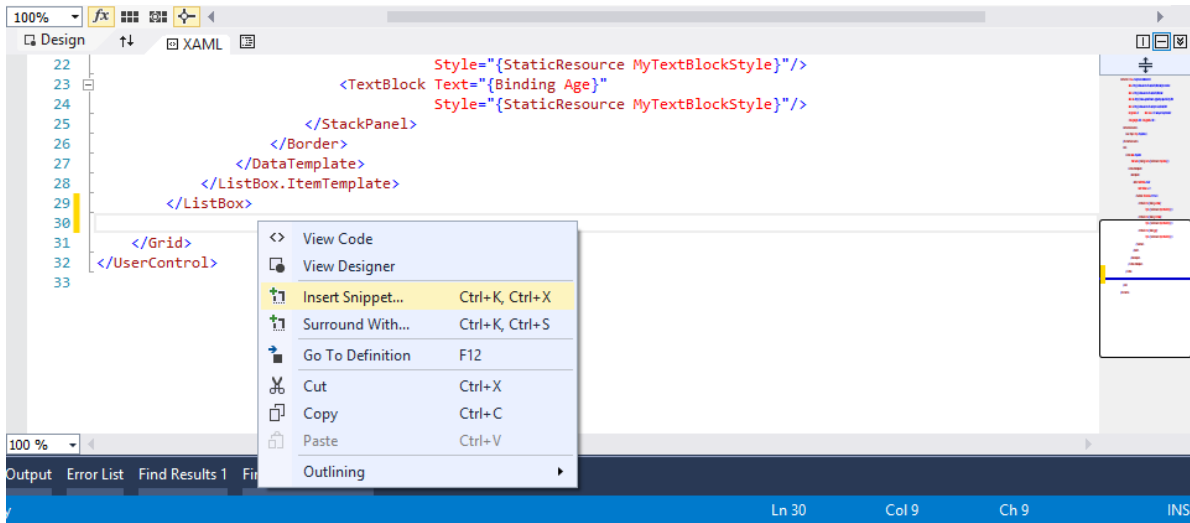 100%
Design
XAML
22 Style="{StaticResource MyTextBlockStyle}"/>
23 <TextBlock Text="{Binding Age}"
24 Style="{StaticResource MyTextBlockStyle}"/>
25 </StackPanel>
26 </Border>
27 </DataTemplate>
28 </ListBox.ItemTemplate>
29 </ListBox>
30
31 </Grid>
32 </UserControl>
33
View Code
View Designer
Insert Snippet... Ctrl+K, Ctrl+X
Surround With... Ctrl+K, Ctrl+S
Go To Definition F12
Cut Ctrl+X
Copy Ctrl+C
Paste Ctrl+V
Outlining
100 %
Output Error List Find Results 1
Ln 30 Col 9 Ch 9 INS